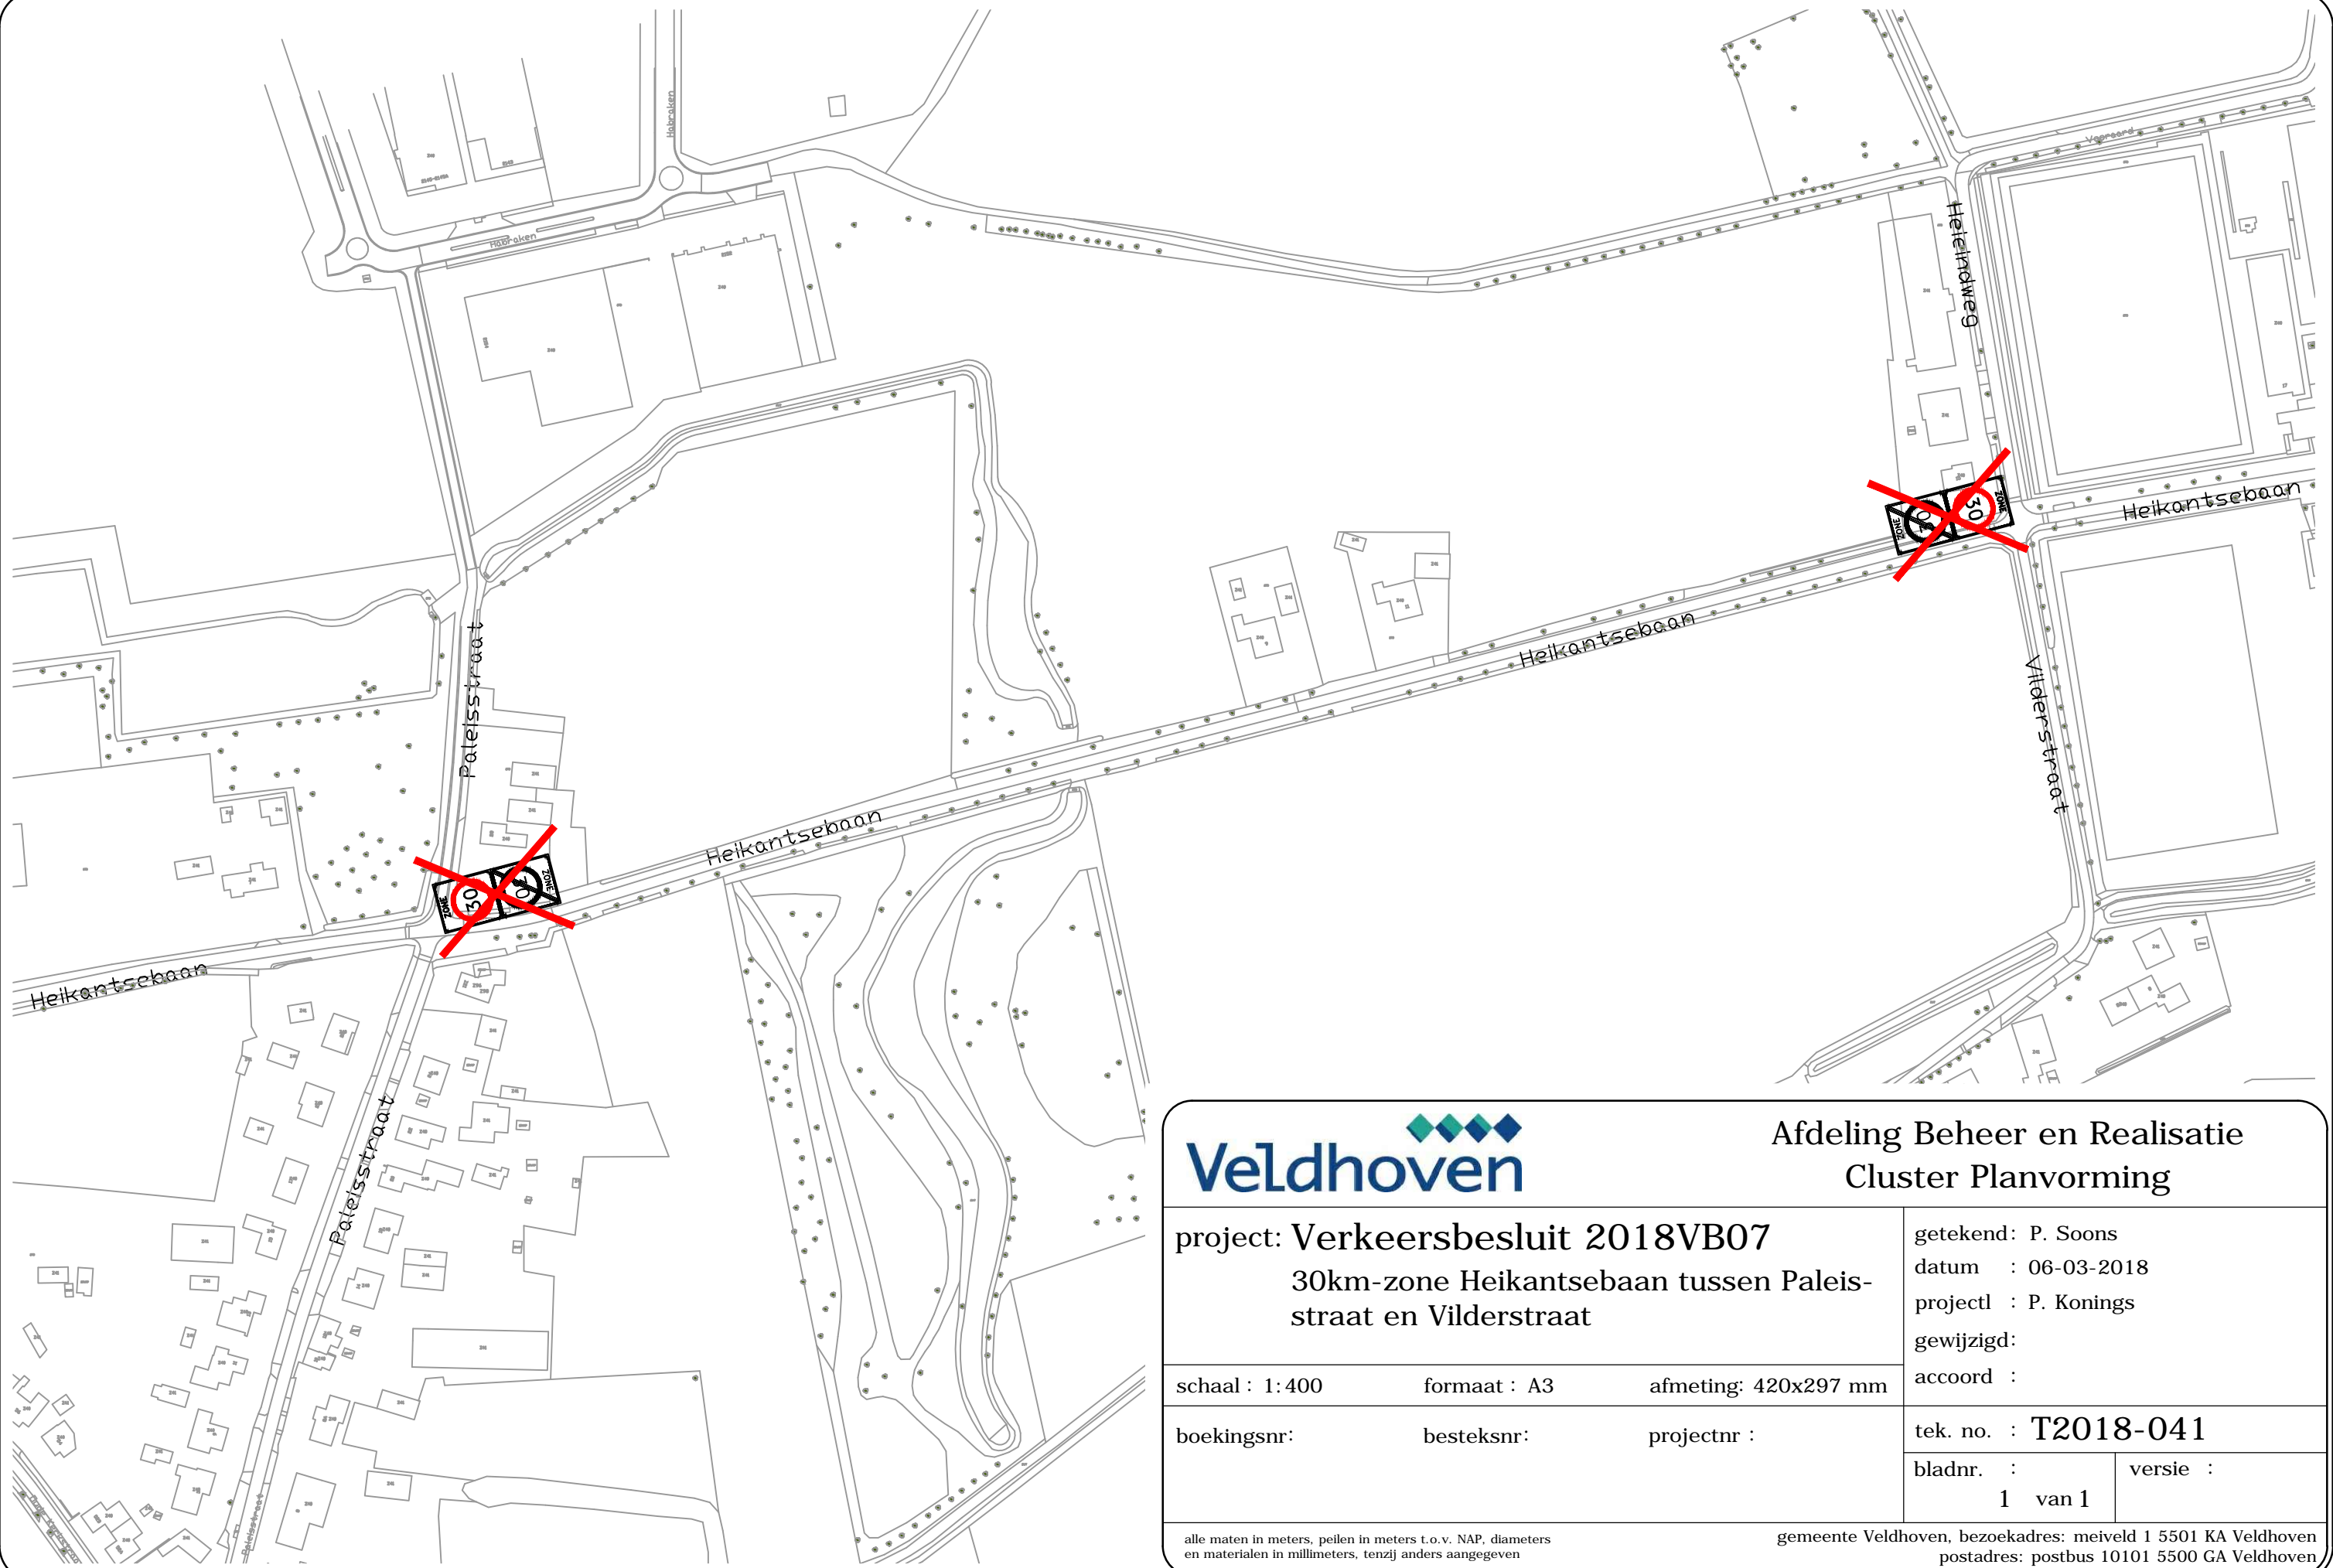 Habraken
Habraken
Vooraard
Heieindweg
Heikantsebaan
ZONE
30
ZONE
Heikantsebaan
Paleisstraat
Vilderstraat
Heikantsebaan
ZONE
30
ZONE
Heikantsebaan
Paleisstraat
Paleisstraat
17
Veldhoven
Afdeling Beheer en Realisatie
Cluster Planvorming
project: Verkeersbesluit 2018VB07
30km-zone Heikantsebaan tussen Paleis-
straat en Vilderstraat
getekend: P. Soons
datum : 06-03-2018
projectl : P. Konings
gewijzigd:
accoord :
schaal : 1:400 formaat : A3 afmeting: 420x297 mm
boekingsnr: besteksnr: projectnr :
tek. no. : T2018-041
bladnr. :
1 van 1
versie :
alle maten in meters, peilen in meters t.o.v. NAP, diameters
en materialen in millimeters, tenzij anders aangegeven
gemeente Veldhoven, bezoekadres: meiveld 1 5501 KA Veldhoven
postadres: postbus 10101 5500 GA Veldhoven